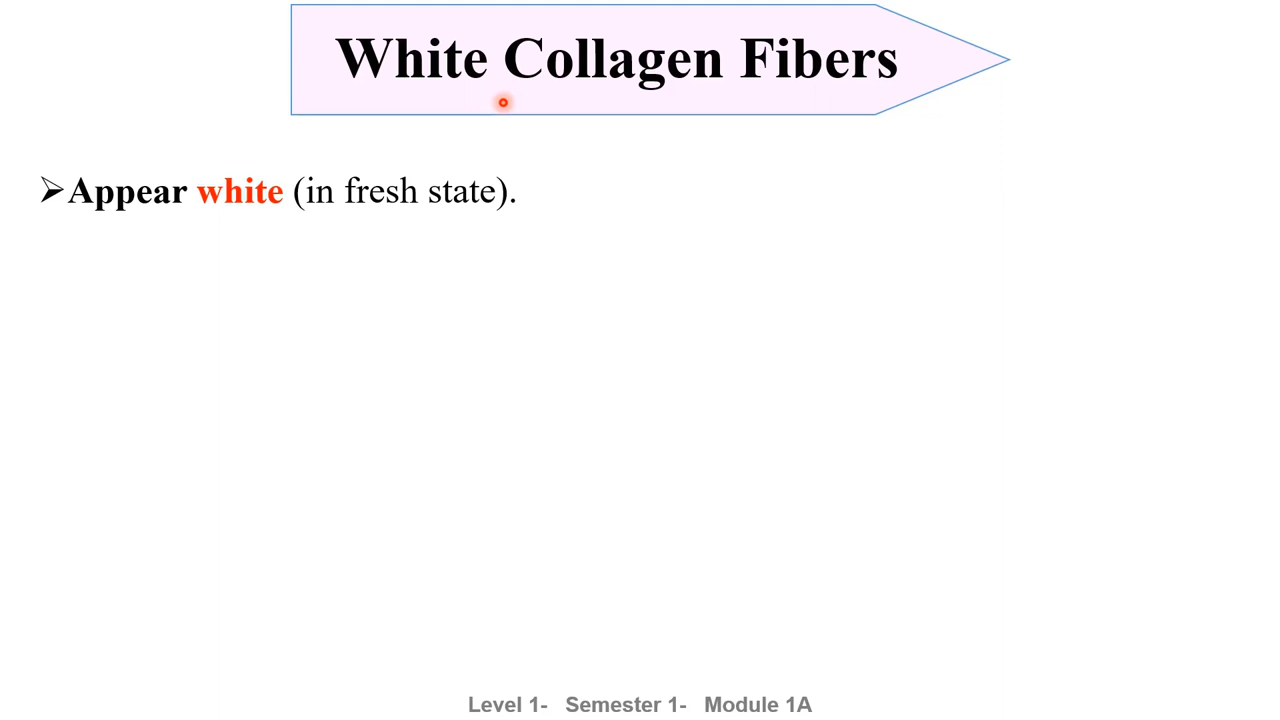 White Collagen Fibers
➢Appear white (in fresh state).
Level 1- Semester 1- Module 1A